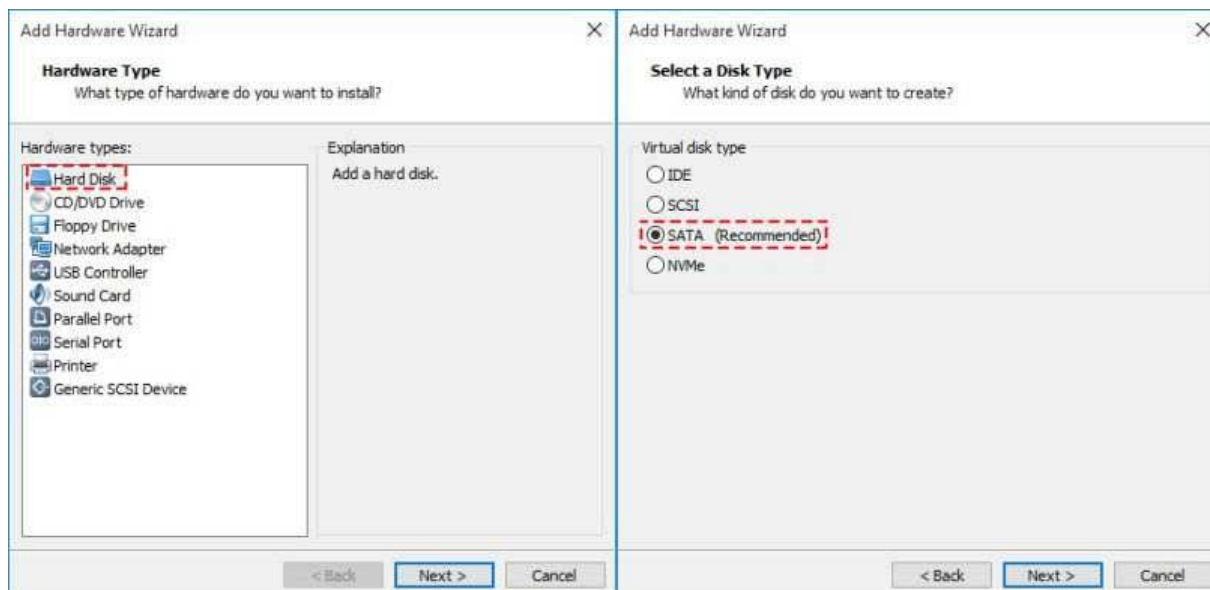 Add Hardware Wizard
Hardware Type
What type of hardware do you want to install?
Hardware types:
Hard Disk
CD/DVD Drive
Floppy Drive
Network Adapter
USB Controller
Sound Card
Parallel Port
Serial Port
Printer
Generic SCSI Device
Explanation
Add a hard disk.
< Back
Next >
Cancel
Add Hardware Wizard
Select a Disk Type
What kind of disk do you want to create?
Virtual disk type
IDE
SCSI
SATA (Recommended)
NVMe
< Back
Next >
Cancel